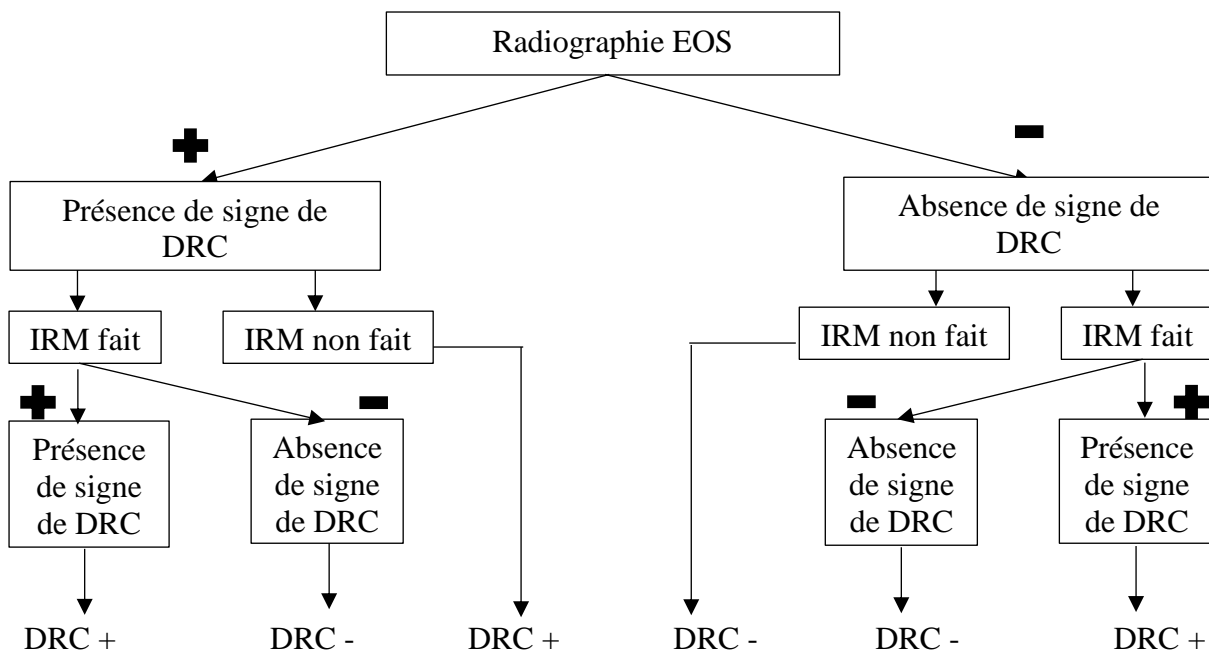 Radiographie EOS
Présence de signe de
DRC
Absence de signe de
DRC
IRM fait
IRM non fait
IRM non fait
IRM fait
Présence
de signe
de DRC
Absence
de signe
de DRC
Absence
de signe
de DRC
Présence
de signe
de DRC
DRC +
DRC -
DRC +
DRC -
DRC -
DRC +